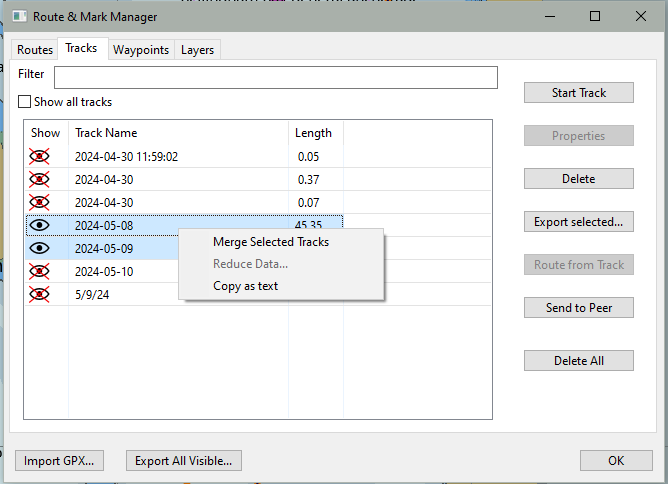 Route & Mark Manager
Routes Tracks Waypoints Layers
Filter
Show all tracks
Show Track Name Length
2024-04-30 11:59:02 0.05
2024-04-30 0.37
2024-04-30 0.07
2024-05-08 45.35
2024-05-09
2024-05-10
5/9/24
Merge Selected Tracks
Reduce Data...
Copy as text
Start Track
Properties
Delete
Export selected...
Route from Track
Send to Peer
Delete All
Import GPX... Export All Visible... OK